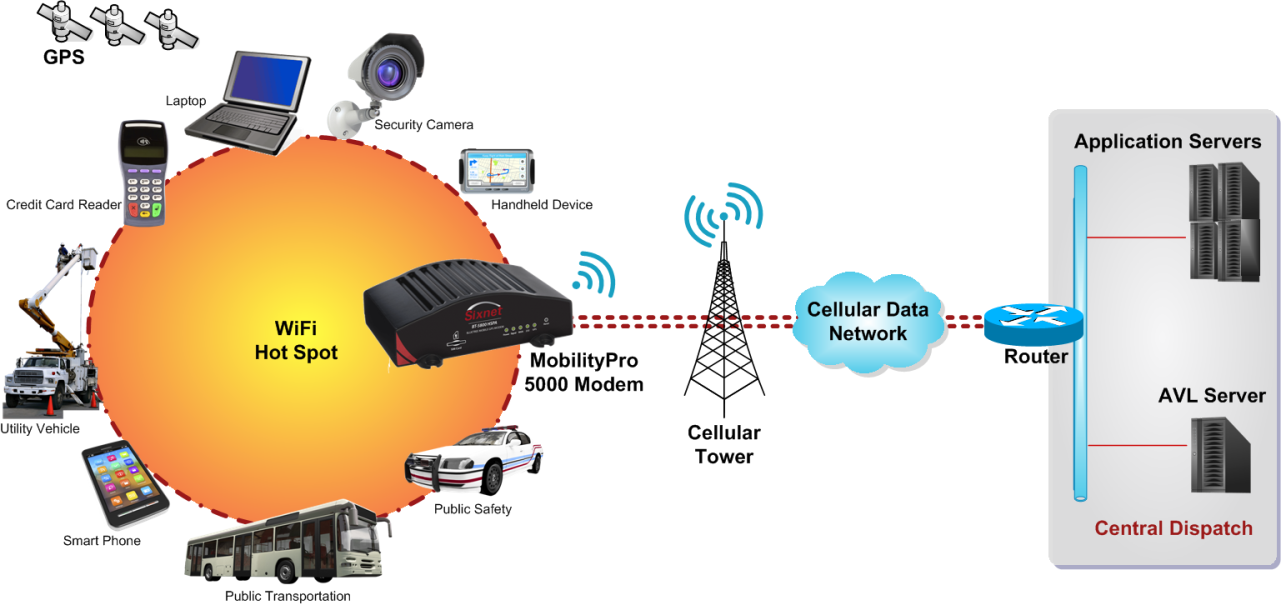 GPS
Laptop
Security Camera
Application Servers
Credit Card Reader
Handheld Device
WiFi
Hot Spot
Sixnet
MobilityPro
5000 Modem
Cellular Data
Network
Router
Utility Vehicle
AVL Server
Cellular
Tower
Public Safety
Smart Phone
Central Dispatch
Public Transportation